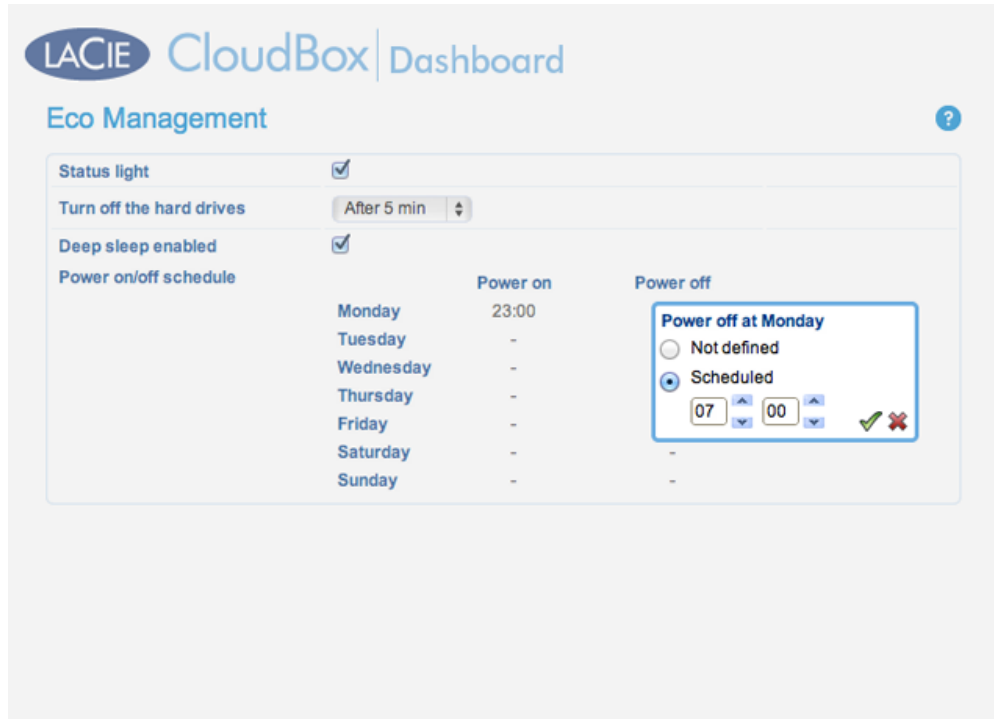 LACIE CloudBox Dashboard
Eco Management ?
Status light
Turn off the hard drives After 5 min
Deep sleep enabled
Power on/off schedule
Power on Power off
Monday 23:00
Tuesday -
Wednesday -
Thursday -
Friday -
Saturday - -
Sunday - -
Power off at Monday
Not defined
Scheduled
07 00